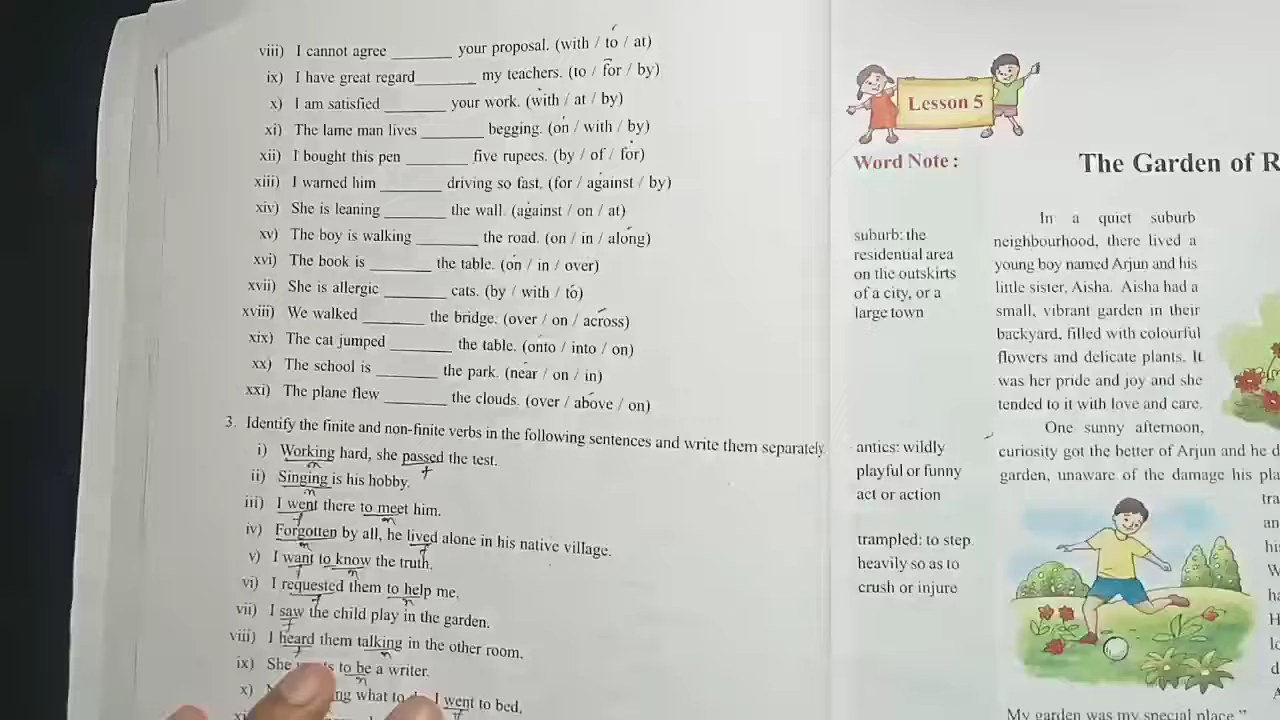 viii) I cannot agree ________ your proposal. (with / to / at)
ix) I have great regard________ my teachers. (to / for / by)
x) I am satisfied ________ your work. (with / at / by)
xi) The lame man lives ________ begging. (on / with / by)
xii) I bought this pen ________ five rupees. (by / of / for)
xiii) I warned him ________ driving so fast. (for / against / by)
xiv) She is leaning ________ the wall. (against / on / at)
xv) The boy is walking ________ the road. (on / in / along)
xvi) The book is ________ the table. (on / in / over)
xvii) She is allergic ________ cats. (by / with / to)
xviii) We walked ________ the bridge. (over / on / across)
xix) The cat jumped ________ the table. (onto / into / on)
xx) The school is ________ the park. (near / on / in)
xxi) The plane flew ________ the clouds. (over / above / on)
3. Identify the finite and non-finite verbs in the following sentences and write them separately.
i) Working hard, she passed the test.
n f
ii) Singing is his hobby.
n
iii) I went there to meet him.
f n
iv) Forgotten by all, he lived alone in his native village.
n f
v) I want to know the truth.
f n
vi) I requested them to help me.
f n
vii) I saw the child play in the garden.
f
viii) I heard them talking in the other room.
f n
ix) She to be a writer.
n
x) what to I went to bed,
f
Lesson 5
Word Note :
The Garden of R
suburb: the
residential area
on the outskirts
of a city, or a
large town
antics: wildly
playful or funny
act or action
trampled: to step
heavily so as to
crush or injure
In a quiet suburb
neighbourhood, there lived a
young boy named Arjun and his
little sister, Aisha. Aisha had a
small, vibrant garden in their
backyard, filled with colourful
flowers and delicate plants. It
was her pride and joy and she
tended to it with love and care.
One sunny afternoon,
curiosity got the better of Arjun and he d
garden, unaware of the damage his pla
tra
an
hi
W
ha
H
lo
d
A
My garden was my special place."